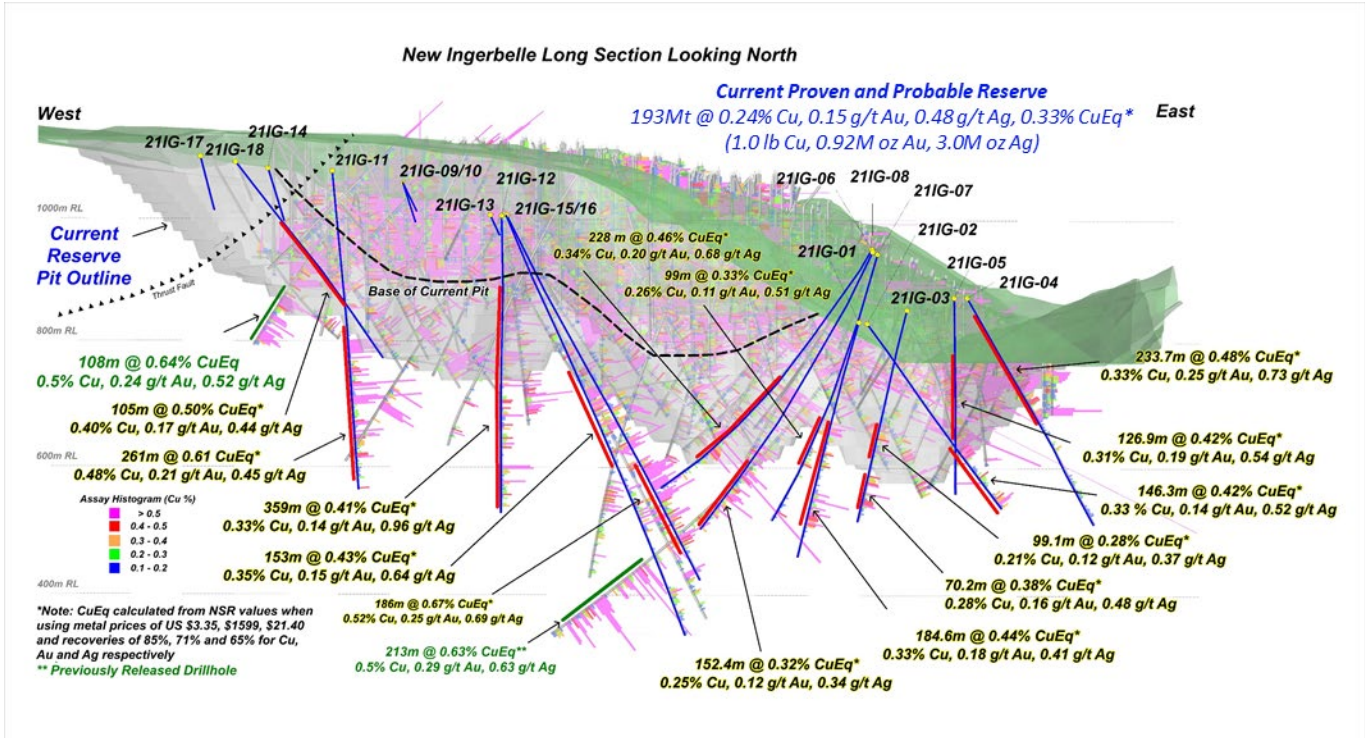 New Ingerbelle Long Section Looking North
Current Proven and Probable Reserve
193Mt @ 0.24% Cu, 0.15 g/t Au, 0.48 g/t Ag, 0.33% CuEq*
(1.0 lb Cu, 0.92M oz Au, 3.0M oz Ag)
West
East
21IG-17
21IG-14
21IG-18
21IG-11
21IG-09/10
21IG-12
21IG-13
21IG-15/16
21IG-06
21IG-08
21IG-07
21IG-02
21IG-01
21IG-05
21IG-03
21IG-04
1000m RL
Current
Reserve
Pit Outline
Thrust Fault
Base of Current Pit
228 m @ 0.46% CuEq*
0.34% Cu, 0.20 g/t Au, 0.68 g/t Ag
99m @ 0.33% CuEq*
0.26% Cu, 0.11 g/t Au, 0.51 g/t Ag
800m RL
108m @ 0.64% CuEq
0.5% Cu, 0.24 g/t Au, 0.52 g/t Ag
105m @ 0.50% CuEq*
0.40% Cu, 0.17 g/t Au, 0.44 g/t Ag
261m @ 0.61 CuEq*
0.48% Cu, 0.21 g/t Au, 0.45 g/t Ag
600m RL
359m @ 0.41% CuEq*
0.33% Cu, 0.14 g/t Au, 0.96 g/t Ag
153m @ 0.43% CuEq*
0.35% Cu, 0.15 g/t Au, 0.64 g/t Ag
186m @ 0.67% CuEq*
0.52% Cu, 0.25 g/t Au, 0.69 g/t Ag
213m @ 0.63% CuEq**
0.5% Cu, 0.29 g/t Au, 0.63 g/t Ag
233.7m @ 0.48% CuEq*
0.33% Cu, 0.25 g/t Au, 0.73 g/t Ag
126.9m @ 0.42% CuEq*
0.31% Cu, 0.19 g/t Au, 0.54 g/t Ag
146.3m @ 0.42% CuEq*
0.33 % Cu, 0.14 g/t Au, 0.52 g/t Ag
99.1m @ 0.28% CuEq*
0.21% Cu, 0.12 g/t Au, 0.37 g/t Ag
70.2m @ 0.38% CuEq*
0.28% Cu, 0.16 g/t Au, 0.48 g/t Ag
184.6m @ 0.44% CuEq*
0.33% Cu, 0.18 g/t Au, 0.41 g/t Ag
152.4m @ 0.32% CuEq*
0.25% Cu, 0.12 g/t Au, 0.34 g/t Ag
Assay Histogram (Cu %)
> 0.5
0.4 - 0.5
0.3 - 0.4
0.2 - 0.3
0.1 - 0.2
400m RL
*Note: CuEq calculated from NSR values when
using metal prices of US $3.35, $1599, $21.40
and recoveries of 85%, 71% and 65% for Cu,
Au and Ag respectively
** Previously Released Drillhole